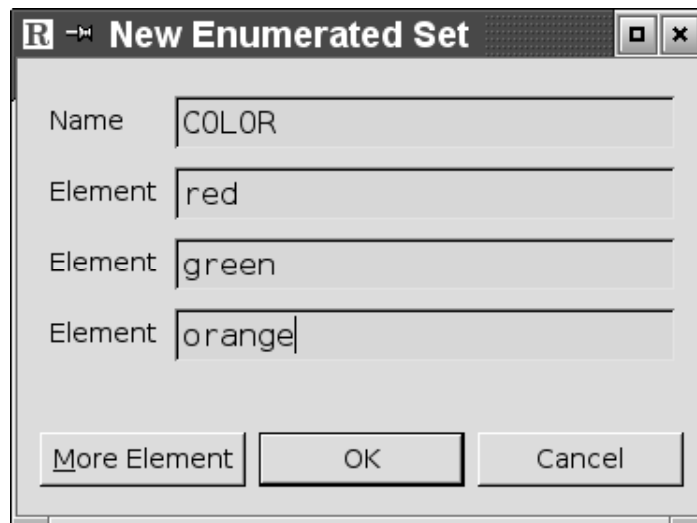 R New Enumerated Set
Name COLOR
Element red
Element green
Element orange
More Element OK Cancel